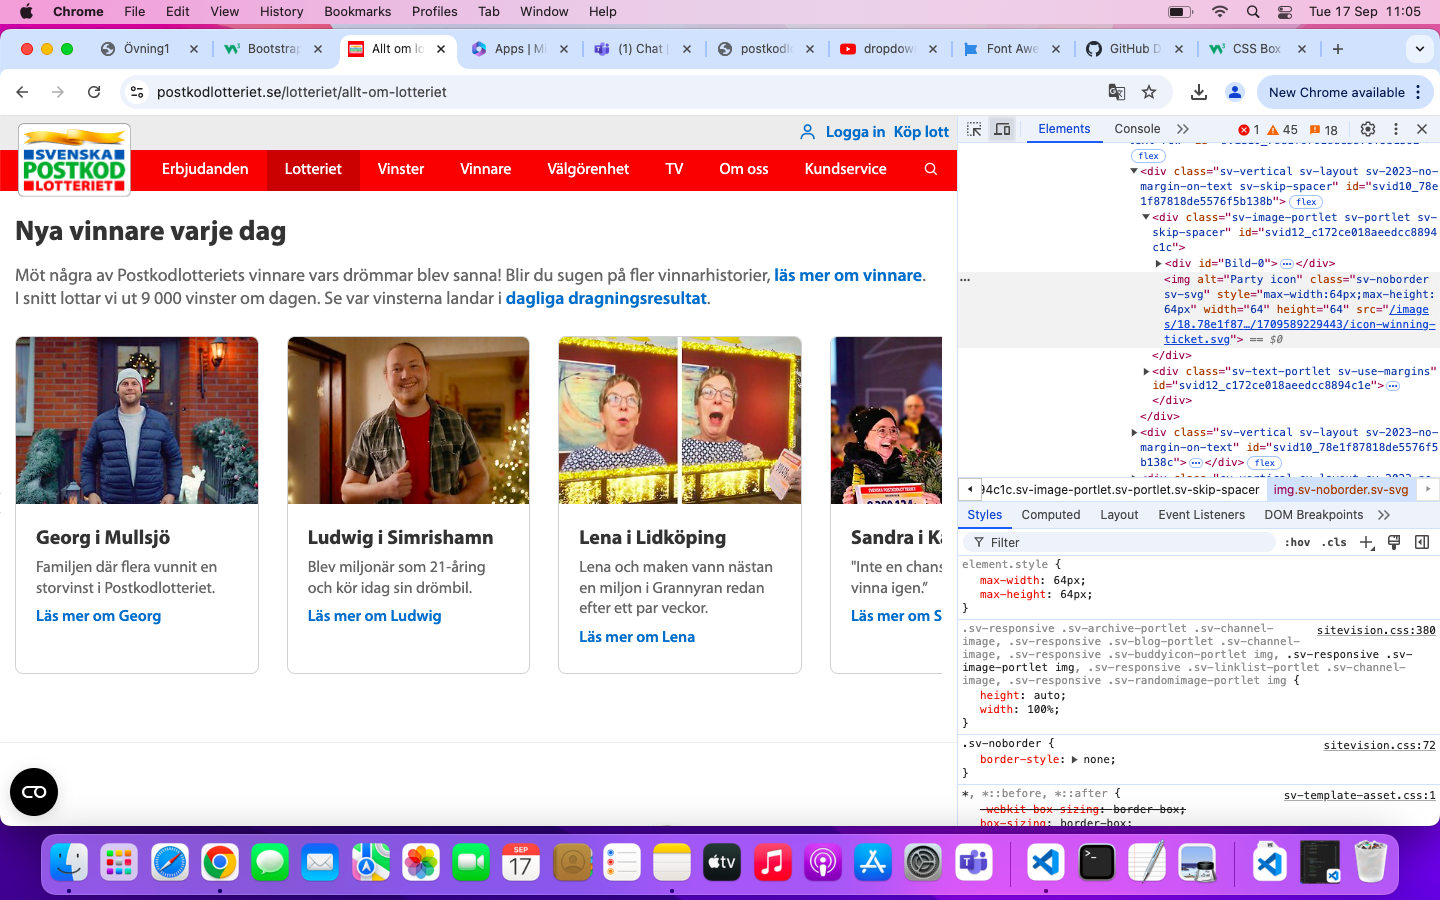 Chrome File Edit View History Bookmarks Profiles Tab Window Help Tue 17 Sep 11:05
Övning1 Bootstrap Allt om lo Apps | Mi (1) Chat | postkodl dropdow Font Awe GitHub D CSS Box
postkodlotteriet.se/lotteriet/allt-om-lotteriet New Chrome available
Logga in Köp lott
SVENSKA
POSTKOD
LOTTERIET
Erbjudanden Lotteriet Vinster Vinnare Välgörenhet TV Om oss Kundservice
Nya vinnare varje dag
Möt några av Postkodlotteriets vinnare vars drömmar blev sanna! Blir du sugen på fler vinnarhistorier, läs mer om vinnare.
I snitt lottar vi ut 9 000 vinster om dagen. Se var vinsterna landar i dagliga dragningsresultat.
Georg i Mullsjö
Familjen där flera vunnit en
storvinst i Postkodlotteriet.
Läs mer om Georg
Ludwig i Simrishamn
Blev miljonär som 21-åring
och kör idag sin drömbil.
Läs mer om Ludwig
Lena i Lidköping
Lena och maken vann nästan
en miljon i Grannyran redan
efter ett par veckor.
Läs mer om Lena
Sandra i Ka
"Inte en chans
vinna igen.”
Läs mer om S
Elements Console 1 45 18
flex
<div class="sv-vertical sv-layout sv-2023-no-
margin-on-text sv-skip-spacer" id="svid10_78e
1f87818de5576f5b138b"> flex
<div class="sv-image-portlet sv-portlet sv-
skip-spacer" id="svid12_c172ce018aeedcc8894
c1c">
<div id="Bild-0"> … </div>
<img alt="Party icon" class="sv-noborder
sv-svg" style="max-width:64px;max-height:
64px" width="64" height="64" src="/image
s/18.78e1f87…/1709589229443/icon-winning-
ticket.svg"> == $0
</div>
<div class="sv-text-portlet sv-use-margins"
id="svid12_c172ce018aeedcc8894c1e"> …
</div>
</div>
<div class="sv-vertical sv-layout sv-2023-no-
margin-on-text" id="svid10_78e1f87818de5576f
5b138c"> … </div> flex
94c1c.sv-image-portlet.sv-portlet.sv-skip-spacer img.sv-noborder.sv-svg
Styles Computed Layout Event Listeners DOM Breakpoints
Filter :hov .cls
element.style {
max-width: 64px;
max-height: 64px;
}
.sv-responsive .sv-archive-portlet .sv-channel- sitevision.css:380
image, .sv-responsive .sv-blog-portlet .sv-channel-
image, .sv-responsive .sv-buddyicon-portlet img, .sv-responsive .sv-
image-portlet img, .sv-responsive .sv-linklist-portlet .sv-channel-
image, .sv-responsive .sv-randomimage-portlet img {
height: auto;
width: 100%;
}
.sv-noborder { sitevision.css:72
border-style: none;
}
*, *::before, *::after { sv-template-asset.css:1
-webkit-box-sizing: border-box;
box-sizing: border-box;
SEP
17
tv